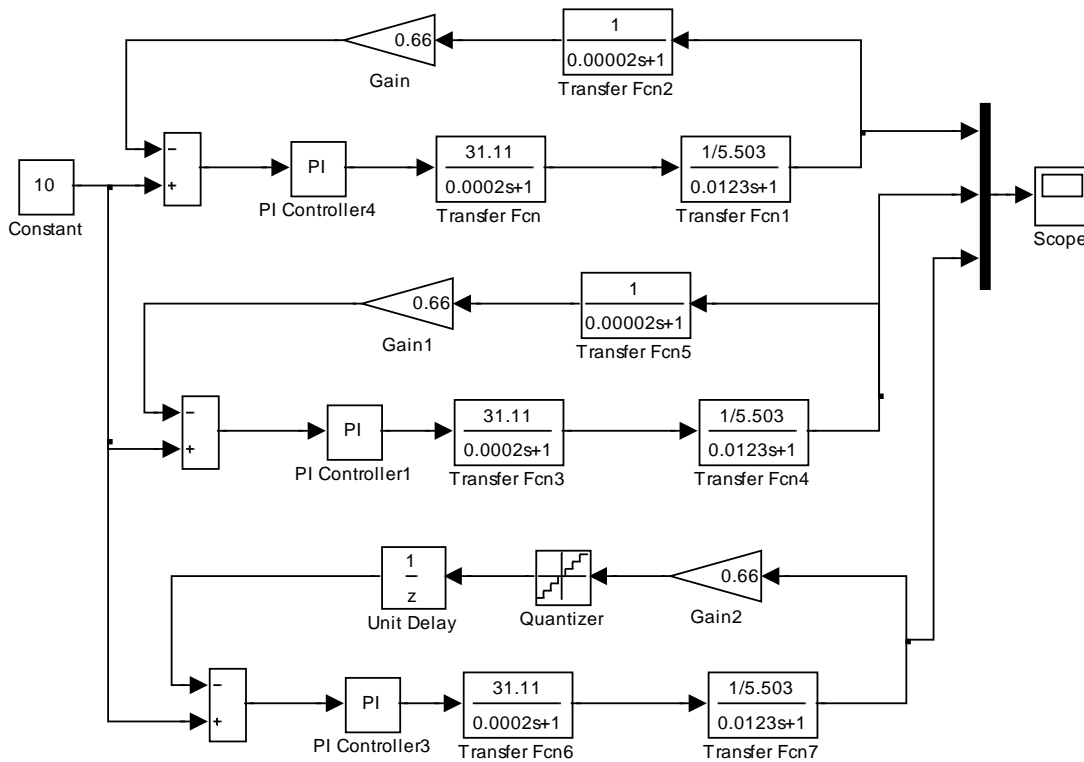 1
0.00002s+1
Transfer Fcn2
0.66
Gain
−
+
10
Constant
PI
PI Controller4
31.11
0.0002s+1
Transfer Fcn
1/5.503
0.0123s+1
Transfer Fcn1
Scope
0.66
Gain1
1
0.00002s+1
Transfer Fcn5
−
+
PI
PI Controller1
31.11
0.0002s+1
Transfer Fcn3
1/5.503
0.0123s+1
Transfer Fcn4
1
z
Unit Delay
Quantizer
0.66
Gain2
−
+
PI
PI Controller3
31.11
0.0002s+1
Transfer Fcn6
1/5.503
0.0123s+1
Transfer Fcn7